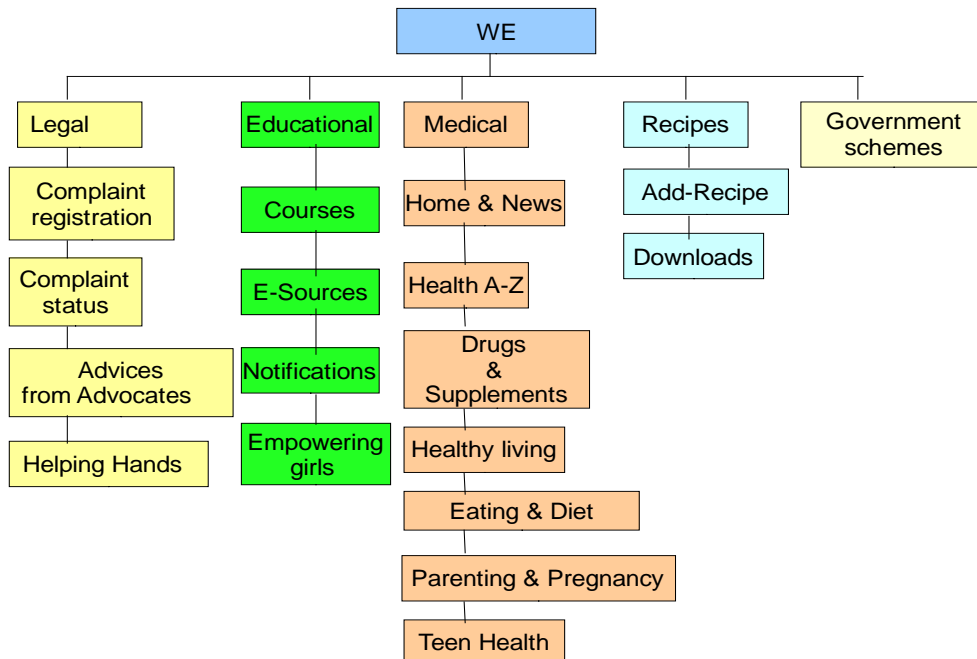 WE
Legal
Complaint
registration
Complaint
status
Advices
from Advocates
Helping Hands
Educational
Courses
E-Sources
Notifications
Empowering
girls
Medical
Home & News
Health A-Z
Drugs
&
Supplements
Healthy living
Eating & Diet
Parenting & Pregnancy
Teen Health
Recipes
Add-Recipe
Downloads
Government
schemes